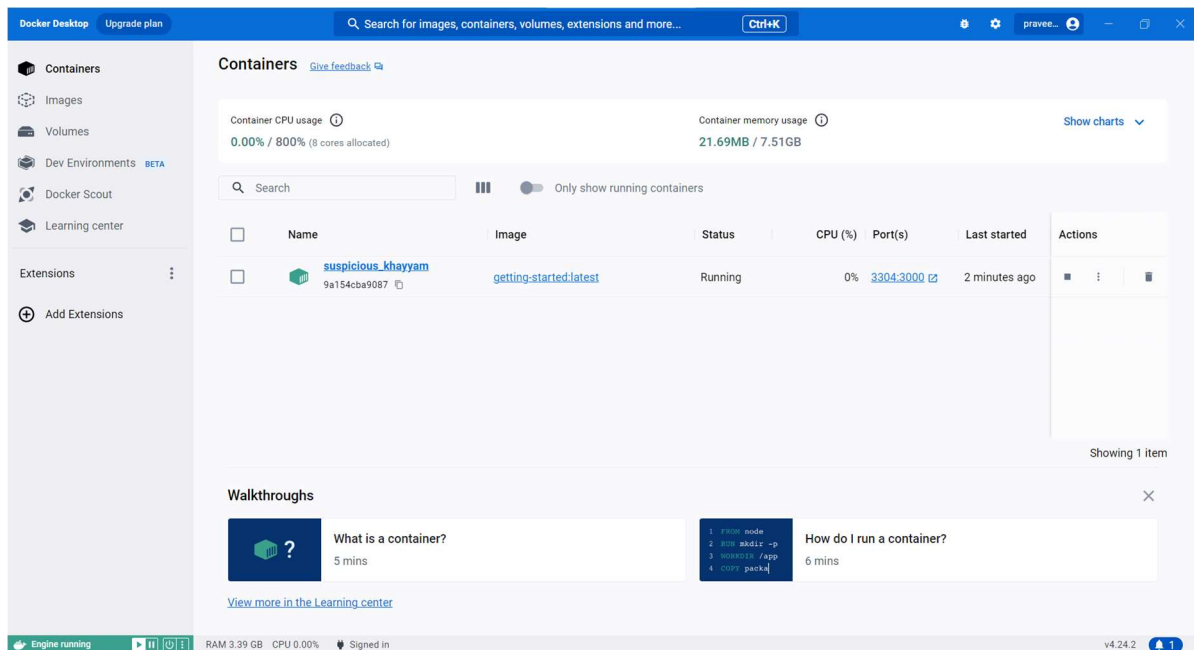 Docker Desktop Upgrade plan Search for images, containers, volumes, extensions and more... Ctrl+K pravee...
Containers
Images
Volumes
Dev Environments BETA
Docker Scout
Learning center
Extensions
Add Extensions
Containers Give feedback
Container CPU usage
0.00% / 800% (8 cores allocated)
Container memory usage
21.69MB / 7.51GB
Show charts
Search
Only show running containers
Name Image Status CPU (%) Port(s) Last started Actions
suspicious_khayyam
9a154cba9087
getting-started:latest Running 0% 3304:3000 2 minutes ago
Showing 1 item
Walkthroughs
?
What is a container?
5 mins
1 FROM node
2 RUN mkdir -p
3 WORKDIR /app
4 COPY packa
How do I run a container?
6 mins
View more in the Learning center
Engine running RAM 3.39 GB CPU 0.00% Signed in v4.24.2 1